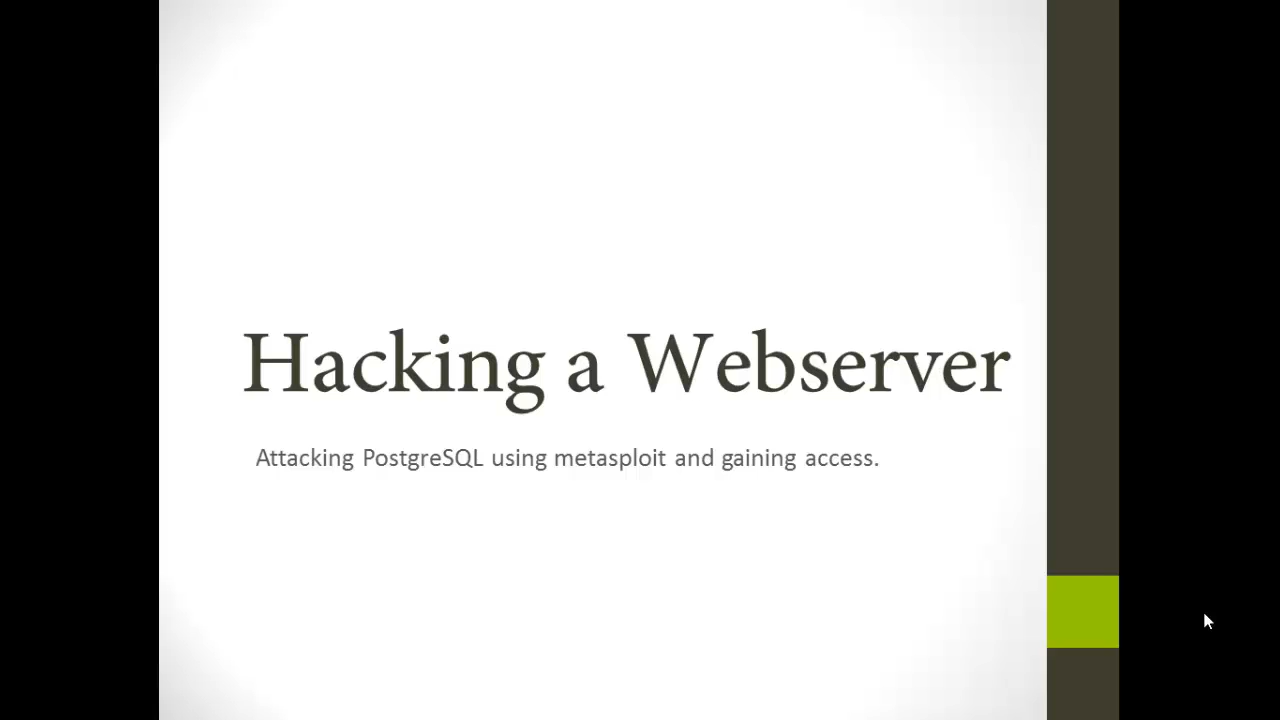 Hacking a Webserver
Attacking PostgreSQL using metasploit and gaining access.